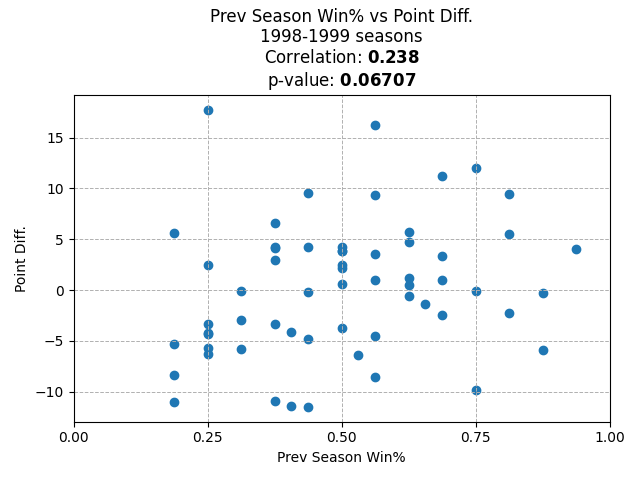 Prev Season Win% vs Point Diff.
1998-1999 seasons
Correlation: 0.238
p-value: 0.06707
15
10
5
0
−5
−10
Point Diff.
0.00 0.25 0.50 0.75 1.00
Prev Season Win%